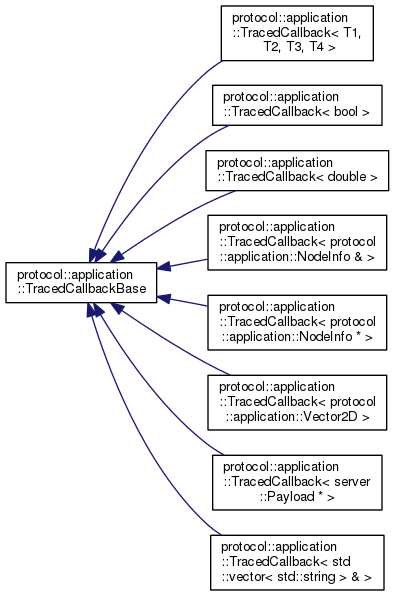 protocol::application
::TracedCallback< T1,
T2, T3, T4 >
protocol::application
::TracedCallback< bool >
protocol::application
::TracedCallback< double >
protocol::application
::TracedCallback< protocol
::application::NodeInfo & >
protocol::application
::TracedCallbackBase
protocol::application
::TracedCallback< protocol
::application::NodeInfo * >
protocol::application
::TracedCallback< protocol
::application::Vector2D >
protocol::application
::TracedCallback< server
::Payload * >
protocol::application
::TracedCallback< std
::vector< std::string > & >